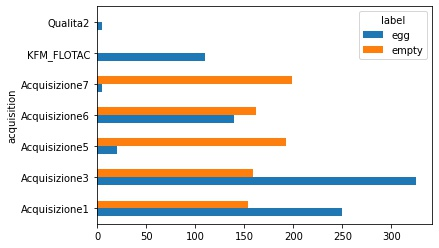 label
egg
empty
Qualita2
KFM_FLOTAC
Acquisizione7
Acquisizione6
Acquisizione5
Acquisizione3
Acquisizione1
acquisition
0 50 100 150 200 250 300